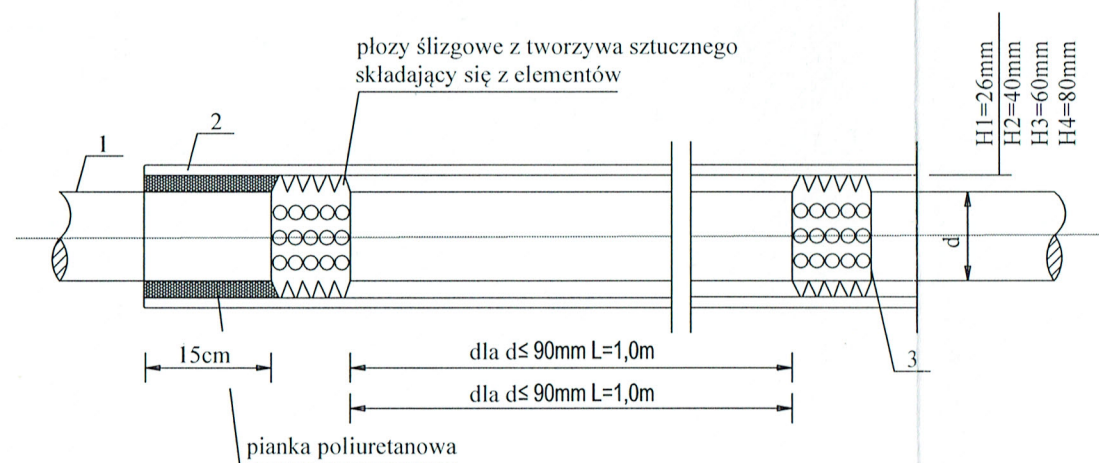 płozy ślizgowe z tworzywa sztucznego
składający się z elementów
H1=26mm
H2=40mm
H3=60mm
H4=80mm
2
1
d
3
15cm
dla d≤ 90mm L=1,0m
dla d≤ 90mm L=1,0m
pianka poliuretanowa